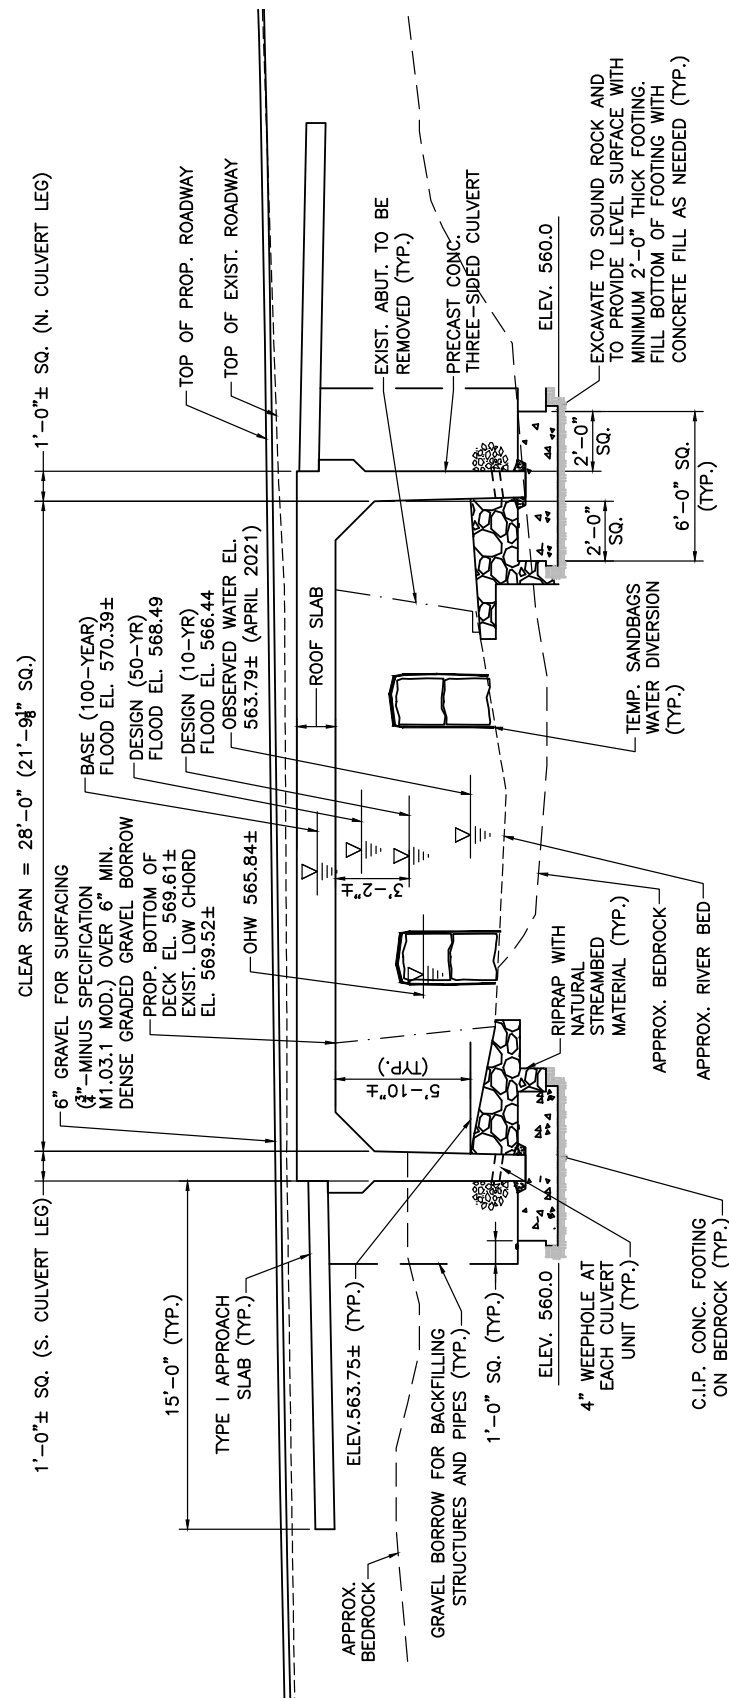 1'-0"± SQ. (S. CULVERT LEG)
CLEAR SPAN = 28'-0" (21'-9⅛" SQ.)
1'-0"± SQ. (N. CULVERT LEG)
6" GRAVEL FOR SURFACING
(¾"-MINUS SPECIFICATION
M1.03.1 MOD.) OVER 6" MIN.
DENSE GRADED GRAVEL BORROW
PROP. BOTTOM OF
DECK EL. 569.61±
EXIST. LOW CHORD
EL. 569.52±
BASE (100-YEAR)
FLOOD EL. 570.39±
DESIGN (50-YR)
FLOOD EL. 568.49
DESIGN (10-YR)
FLOOD EL. 566.44
OBSERVED WATER EL.
563.79± (APRIL 2021)
TOP OF PROP. ROADWAY
TOP OF EXIST. ROADWAY
15'-0" (TYP.)
TYPE I APPROACH
SLAB (TYP.)
OHW 565.84±
ROOF SLAB
EXIST. ABUT. TO BE
REMOVED (TYP.)
PRECAST CONC.
THREE-SIDED CULVERT
ELEV.563.75± (TYP.)
5'-10"±
(TYP.)
3'-2"±
APPROX.
BEDROCK
GRAVEL BORROW FOR BACKFILLING
STRUCTURES AND PIPES (TYP.)
1'-0" SQ. (TYP.)
ELEV. 560.0
4" WEEPHOLE AT
EACH CULVERT
UNIT (TYP.)
C.I.P. CONC. FOOTING
ON BEDROCK (TYP.)
RIPRAP WITH
NATURAL
STREAMBED
MATERIAL (TYP.)
APPROX. BEDROCK
APPROX. RIVER BED
TEMP. SANDBAGS
WATER DIVERSION
(TYP.)
2'-0"
SQ.
2'-0"
SQ.
6'-0" SQ.
(TYP.)
ELEV. 560.0
EXCAVATE TO SOUND ROCK AND
TO PROVIDE LEVEL SURFACE WITH
MINIMUM 2'-0" THICK FOOTING.
FILL BOTTOM OF FOOTING WITH
CONCRETE FILL AS NEEDED (TYP.)